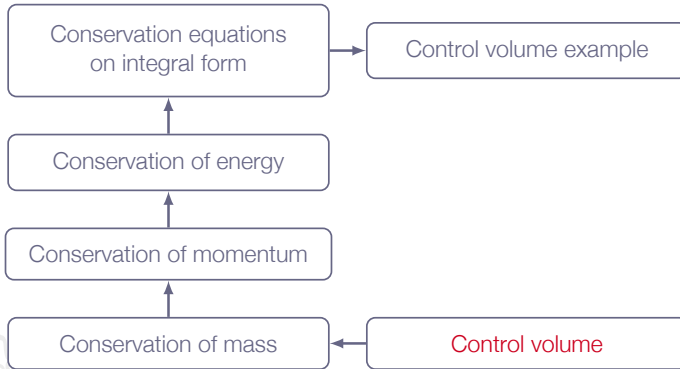 Conservation equations
on integral form
Control volume example
Conservation of energy
Conservation of momentum
Conservation of mass
Control volume